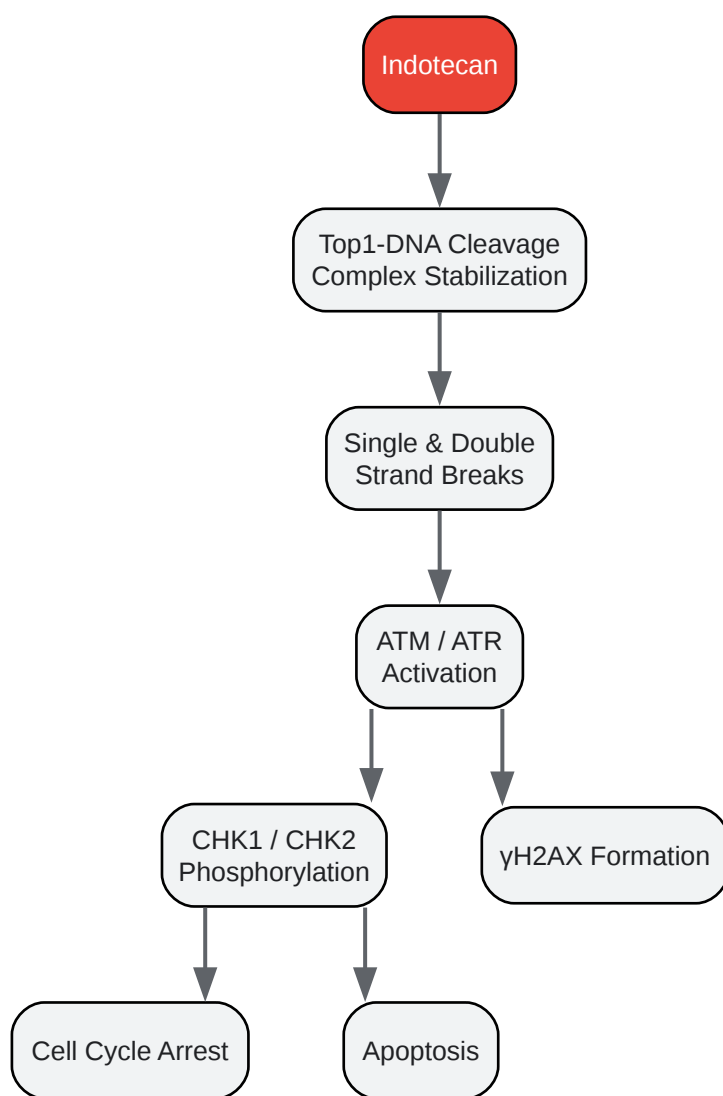 Indotecan
Top1-DNA Cleavage
Complex Stabilization
Single & Double
Strand Breaks
ATM / ATR
Activation
CHK1 / CHK2
Phosphorylation
γH2AX Formation
Cell Cycle Arrest
Apoptosis